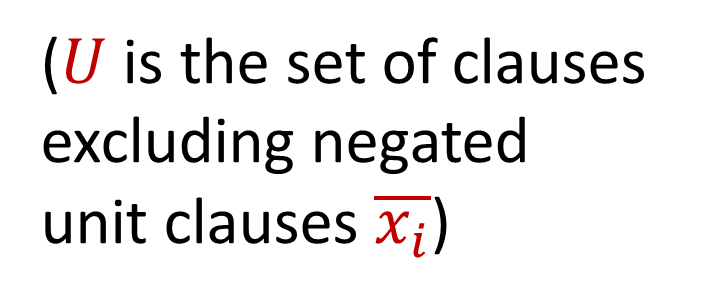 (U is the set of clauses
excluding negated
unit clauses x̅ᵢ)